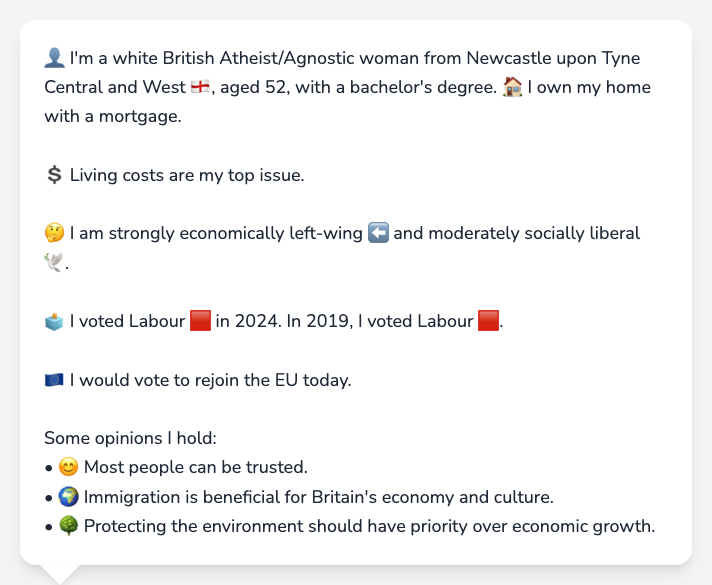 👤 I'm a white British Atheist/Agnostic woman from Newcastle upon Tyne
Central and West 🏴󠁧󠁢󠁥󠁮󠁧󠁿, aged 52, with a bachelor's degree. 🏠 I own my home
with a mortgage.
💲 Living costs are my top issue.
🤔 I am strongly economically left-wing ⬅️ and moderately socially liberal
🕊️.
🗳️ I voted Labour 🟥 in 2024. In 2019, I voted Labour 🟥.
🇪🇺 I would vote to rejoin the EU today.
Some opinions I hold:
• 😊 Most people can be trusted.
• 🌍 Immigration is beneficial for Britain's economy and culture.
• 🌳 Protecting the environment should have priority over economic growth.